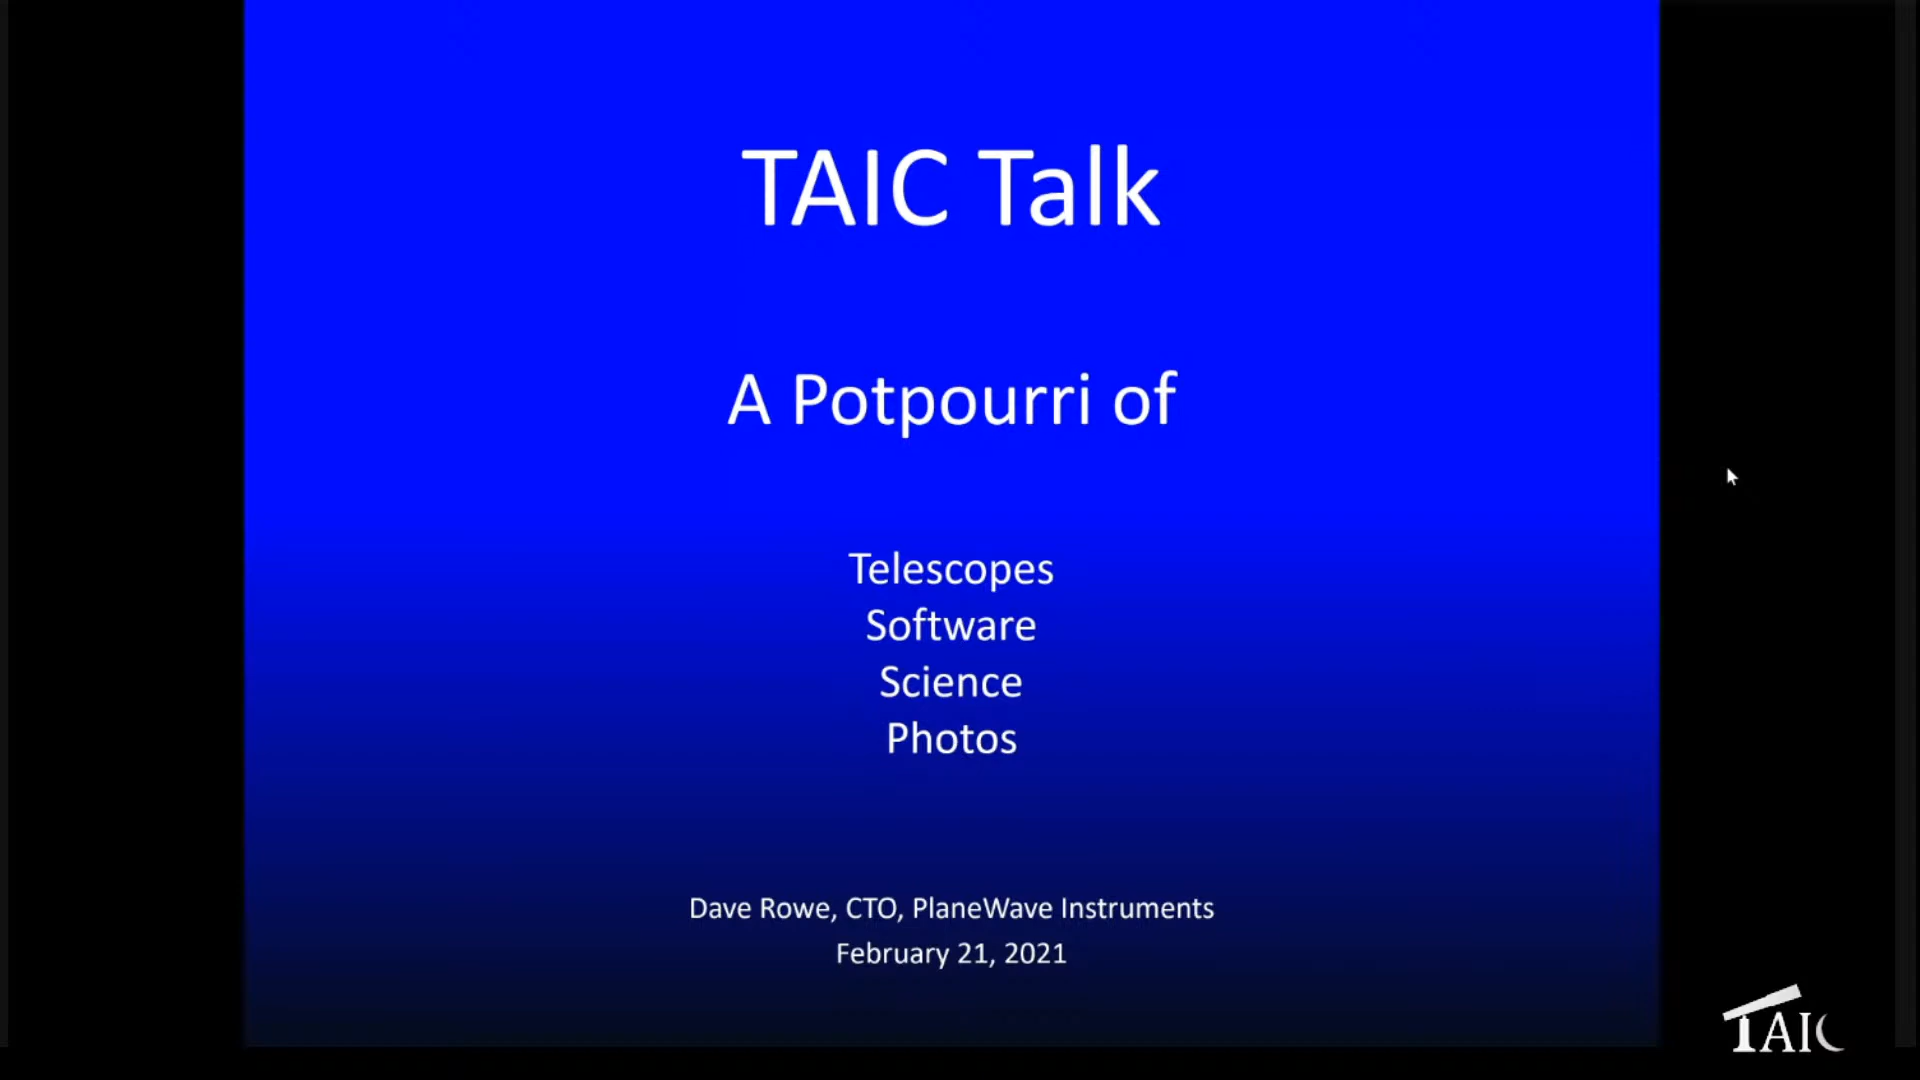 TAIC Talk
A Potpourri of
Telescopes
Software
Science
Photos
Dave Rowe, CTO, PlaneWave Instruments
February 21, 2021
TAIC